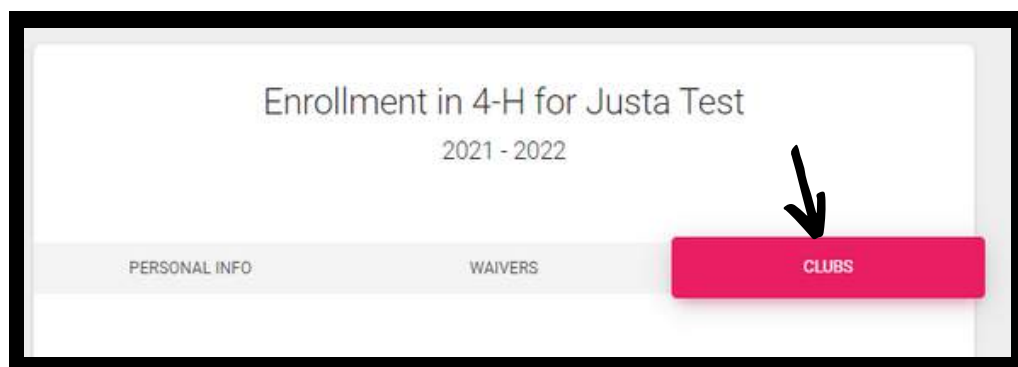 Enrollment in 4-H for Justa Test
2021 - 2022
PERSONAL INFO WAIVERS CLUBS